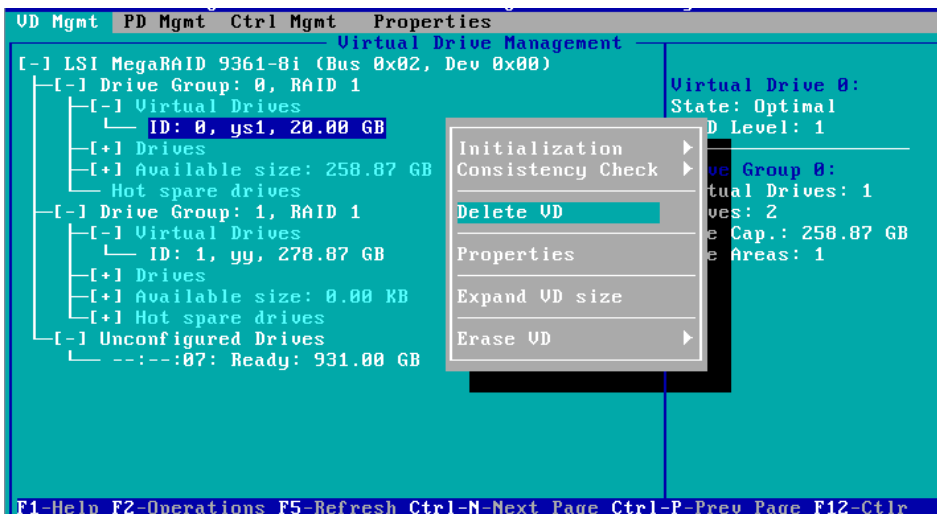 VD Mgmt PD Mgmt Ctrl Mgmt Properties
Virtual Drive Management
[-] LSI MegaRAID 9361-8i (Bus 0x02, Dev 0x00)
[-] Drive Group: 0, RAID 1
[-] Virtual Drives
ID: 0, ys1, 20.00 GB
[+] Drives
[+] Available size: 258.87 GB
Hot spare drives
[-] Drive Group: 1, RAID 1
[-] Virtual Drives
ID: 1, yy, 278.87 GB
[+] Drives
[+] Available size: 0.00 KB
[+] Hot spare drives
[-] Unconfigured Drives
--:--:07: Ready: 931.00 GB
Initialization
Consistency Check
Delete VD
Properties
Expand VD size
Erase VD
Virtual Drive 0:
State: Optimal
D Level: 1
ve Group 0:
tual Drives: 1
ves: 2
e Cap.: 258.87 GB
e Areas: 1
F1-Help F2-Operations F5-Refresh Ctrl-N-Next Page Ctrl-P-Prev Page F12-Ctlr